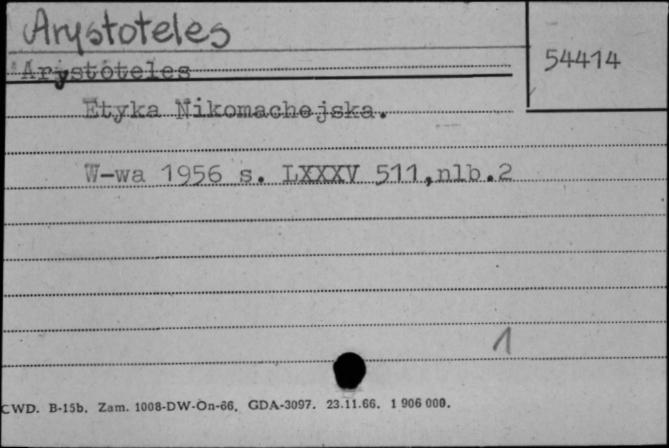 Arystoteles
54414
Arystoteles
Etyka Nikomachejska.
W-wa 1956 s. LXXXV 511,nlb.2
1
CWD. B-15b. Zam. 1008-DW-On-66. GDA-3097. 23.11.66. 1 906 000.